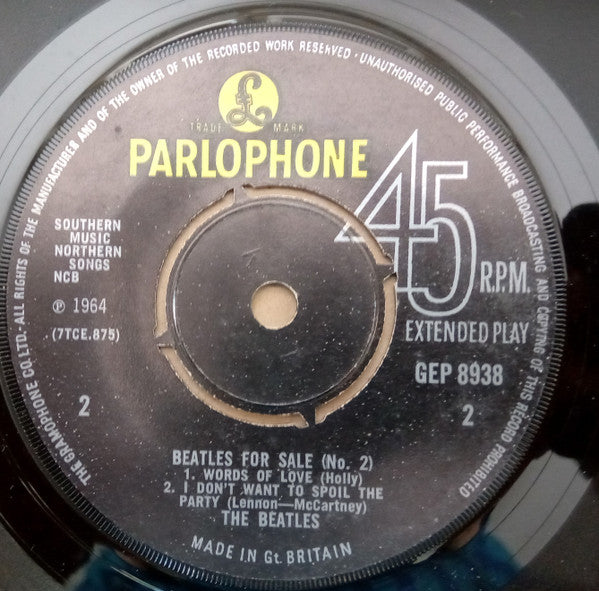 THE GRAMOPHONE CO. LTD.·ALL RIGHTS OF THE MANUFACTURER AND OF THE OWNER OF THE RECORDED WORK RESERVED·UNAUTHORISED PUBLIC PERFORMANCE BROADCASTING AND COPYING OF THIS RECORD PROHIBITED
£
TRADE MARK
PARLOPHONE
SOUTHERN
MUSIC
NORTHERN
SONGS
NCB
℗ 1964
(7TCE.875)
45
R.P.M.
EXTENDED PLAY
GEP 8938
2
2
BEATLES FOR SALE (No. 2)
1. WORDS OF LOVE (Holly)
2. I DON'T WANT TO SPOIL THE
PARTY (Lennon—McCartney)
THE BEATLES
MADE IN Gt. BRITAIN